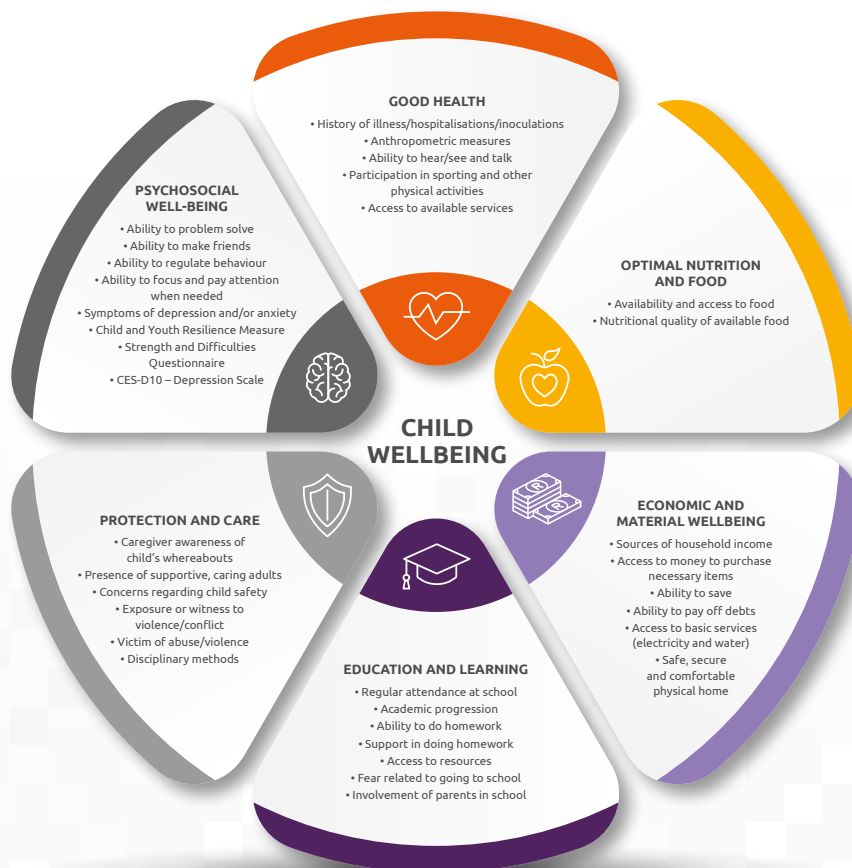 GOOD HEALTH
• History of illness/hospitalisations/inoculations
• Anthropometric measures
• Ability to hear/see and talk
• Participation in sporting and other
physical activities
• Access to available services
OPTIMAL NUTRITION
AND FOOD
• Availability and access to food
• Nutritional quality of available food
ECONOMIC AND
MATERIAL WELLBEING
• Sources of household income
• Access to money to purchase
necessary items
• Ability to save
• Ability to pay off debts
• Access to basic services
(electricity and water)
• Safe, secure
and comfortable
physical home
EDUCATION AND LEARNING
• Regular attendance at school
• Academic progression
• Ability to do homework
• Support in doing homework
• Access to resources
• Fear related to going to school
• Involvement of parents in school
PROTECTION AND CARE
• Caregiver awareness of
child's whereabouts
• Presence of supportive, caring adults
• Concerns regarding child safety
• Exposure or witness to
violence/conflict
• Victim of abuse/violence
• Disciplinary methods
PSYCHOSOCIAL
WELL-BEING
• Ability to problem solve
• Ability to make friends
• Ability to regulate behaviour
• Ability to focus and pay attention
when needed
• Symptoms of depression and/or anxiety
• Child and Youth Resilience Measure
• Strength and Difficulties
Questionnaire
• CES-D10 – Depression Scale
CHILD
WELLBEING
R
R